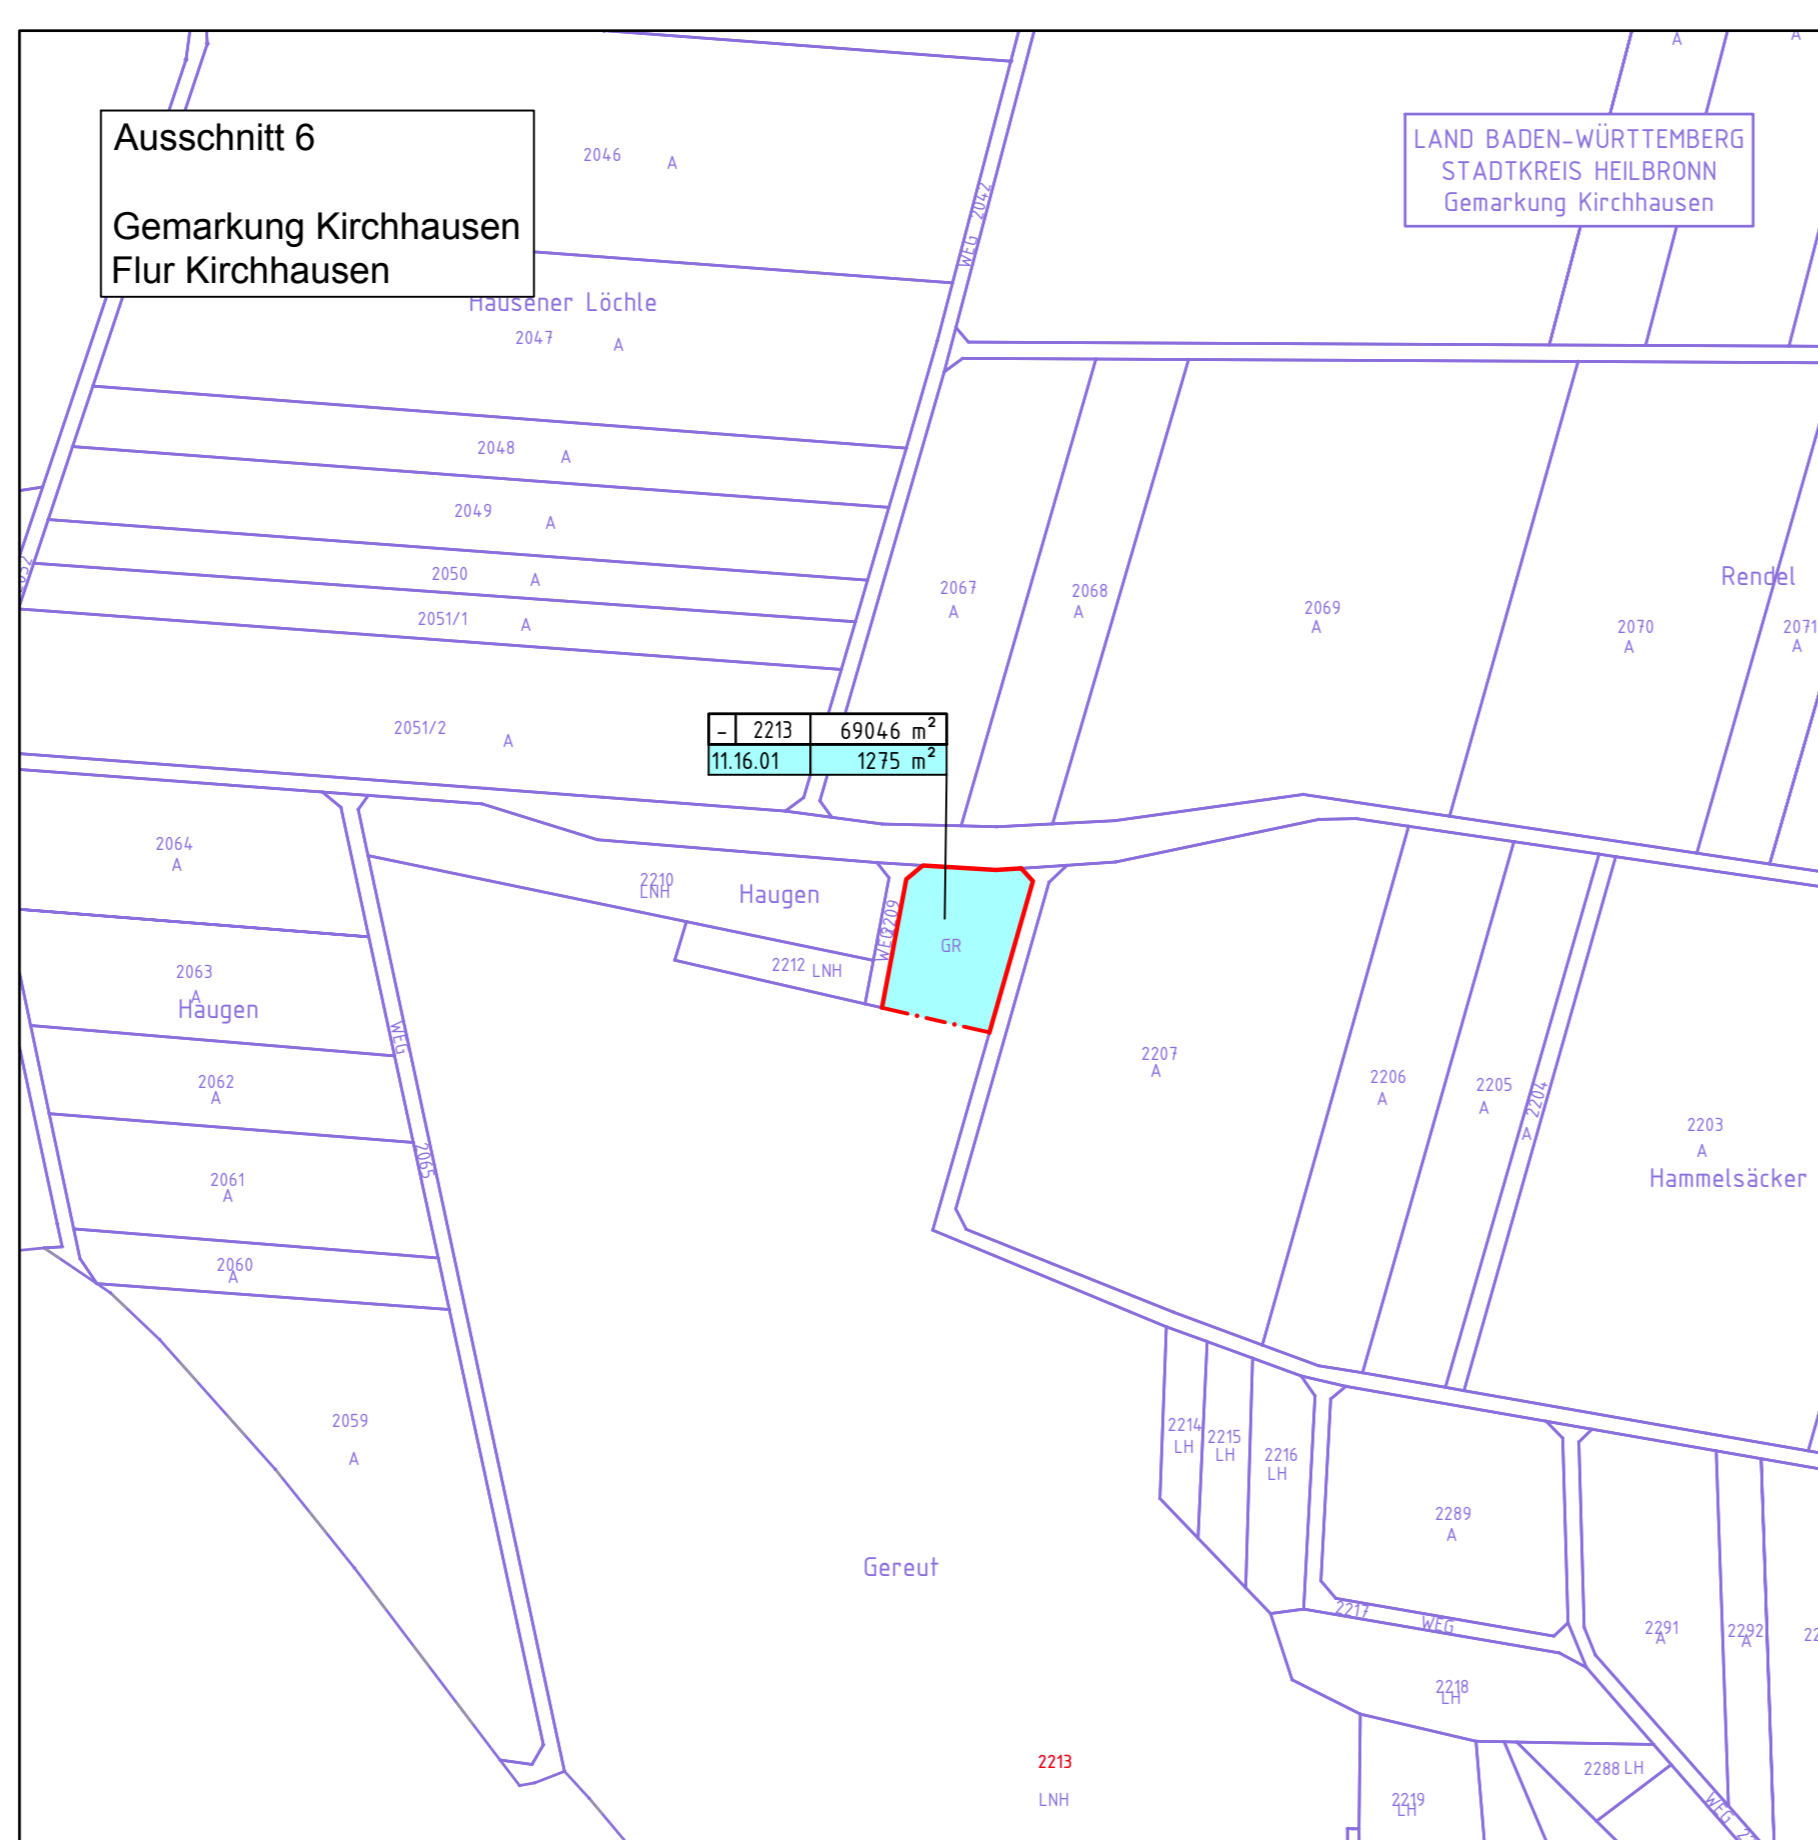 A
A
Ausschnitt 6
Gemarkung Kirchhausen
Flur Kirchhausen
LAND BADEN-WÜRTTEMBERG
STADTKREIS HEILBRONN
Gemarkung Kirchhausen
2046 A
WEG 2042
Hausener Löchle
2047 A
2048 A
2049 A
2050 A
2051/1 A
2051/2 A
2067
A
2068
A
2069
A
Rendel
2070
A
2071
A
- 2213 69046 m²
11.16.01 1275 m²
2064
A
2210
LNH
Haugen
WEG 2209
GR
2212 LNH
2063
A
Haugen
WEG 2065
2062
A
2061
A
2060
A
2059
A
2207
A
2206
A
2205
A
A 2204
2203
A
Hammelsäcker
2214
LH
2215
LH
2216
LH
2289
A
Gereut
2217 WEG
2291
A
2292
A
2218
LH
2213
LNH
2288 LH
2219
LH
WEG